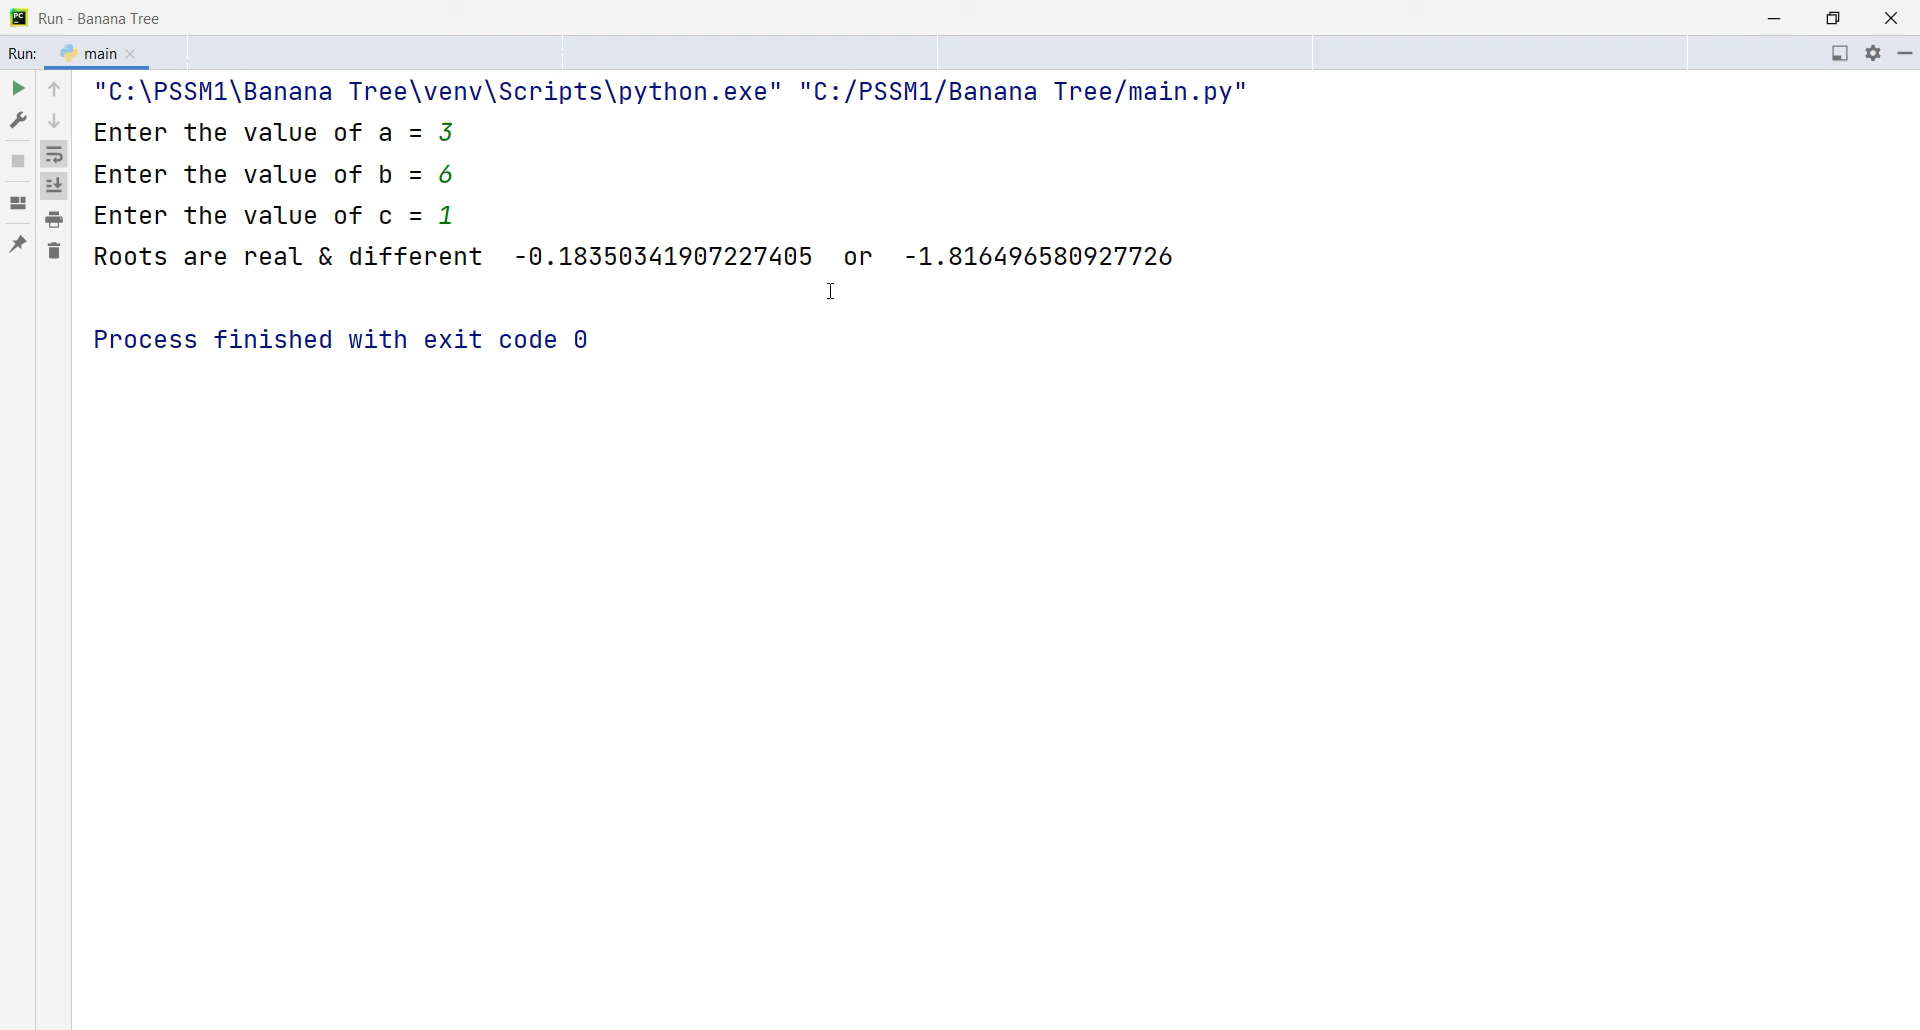 Run - Banana Tree
Run: main
"C:\PSSM1\Banana Tree\venv\Scripts\python.exe" "C:/PSSM1/Banana Tree/main.py"
Enter the value of a = 3
Enter the value of b = 6
Enter the value of c = 1
Roots are real & different  -0.18350341907227405  or  -1.816496580927726
Process finished with exit code 0